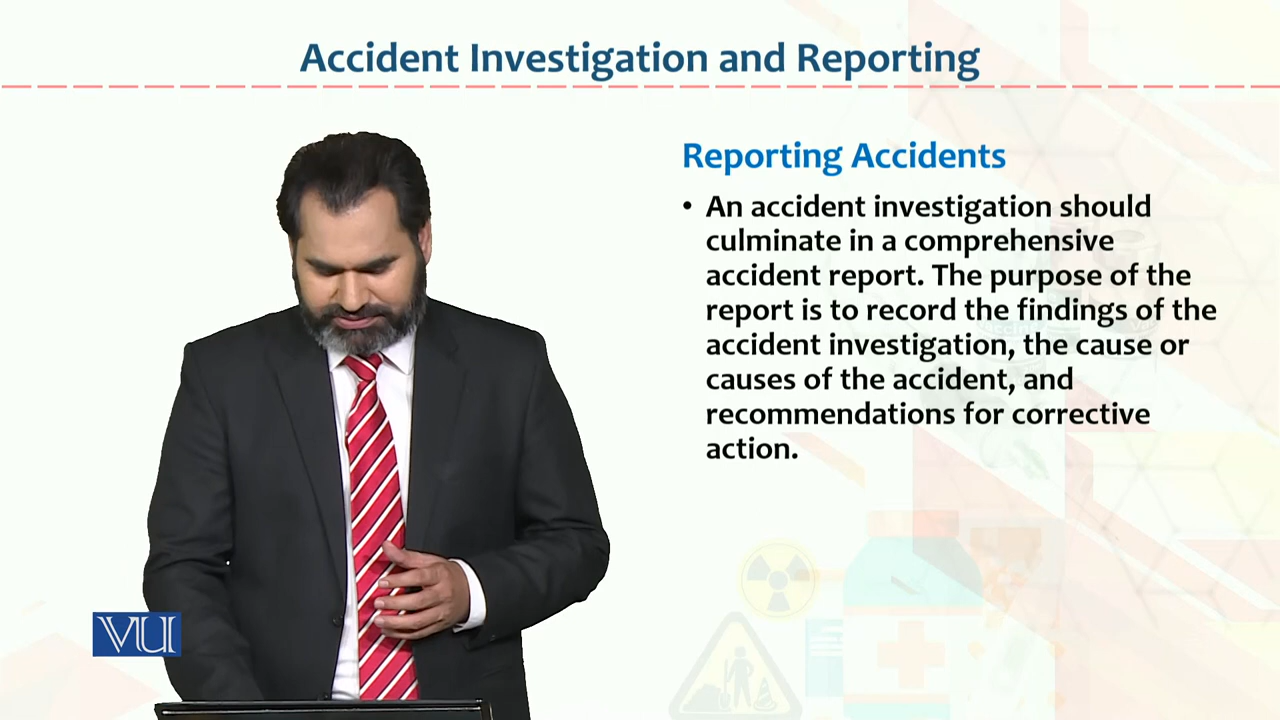 Accident Investigation and Reporting
Reporting Accidents
• An accident investigation should
culminate in a comprehensive
accident report. The purpose of the
report is to record the findings of the
accident investigation, the cause or
causes of the accident, and
recommendations for corrective
action.
VU